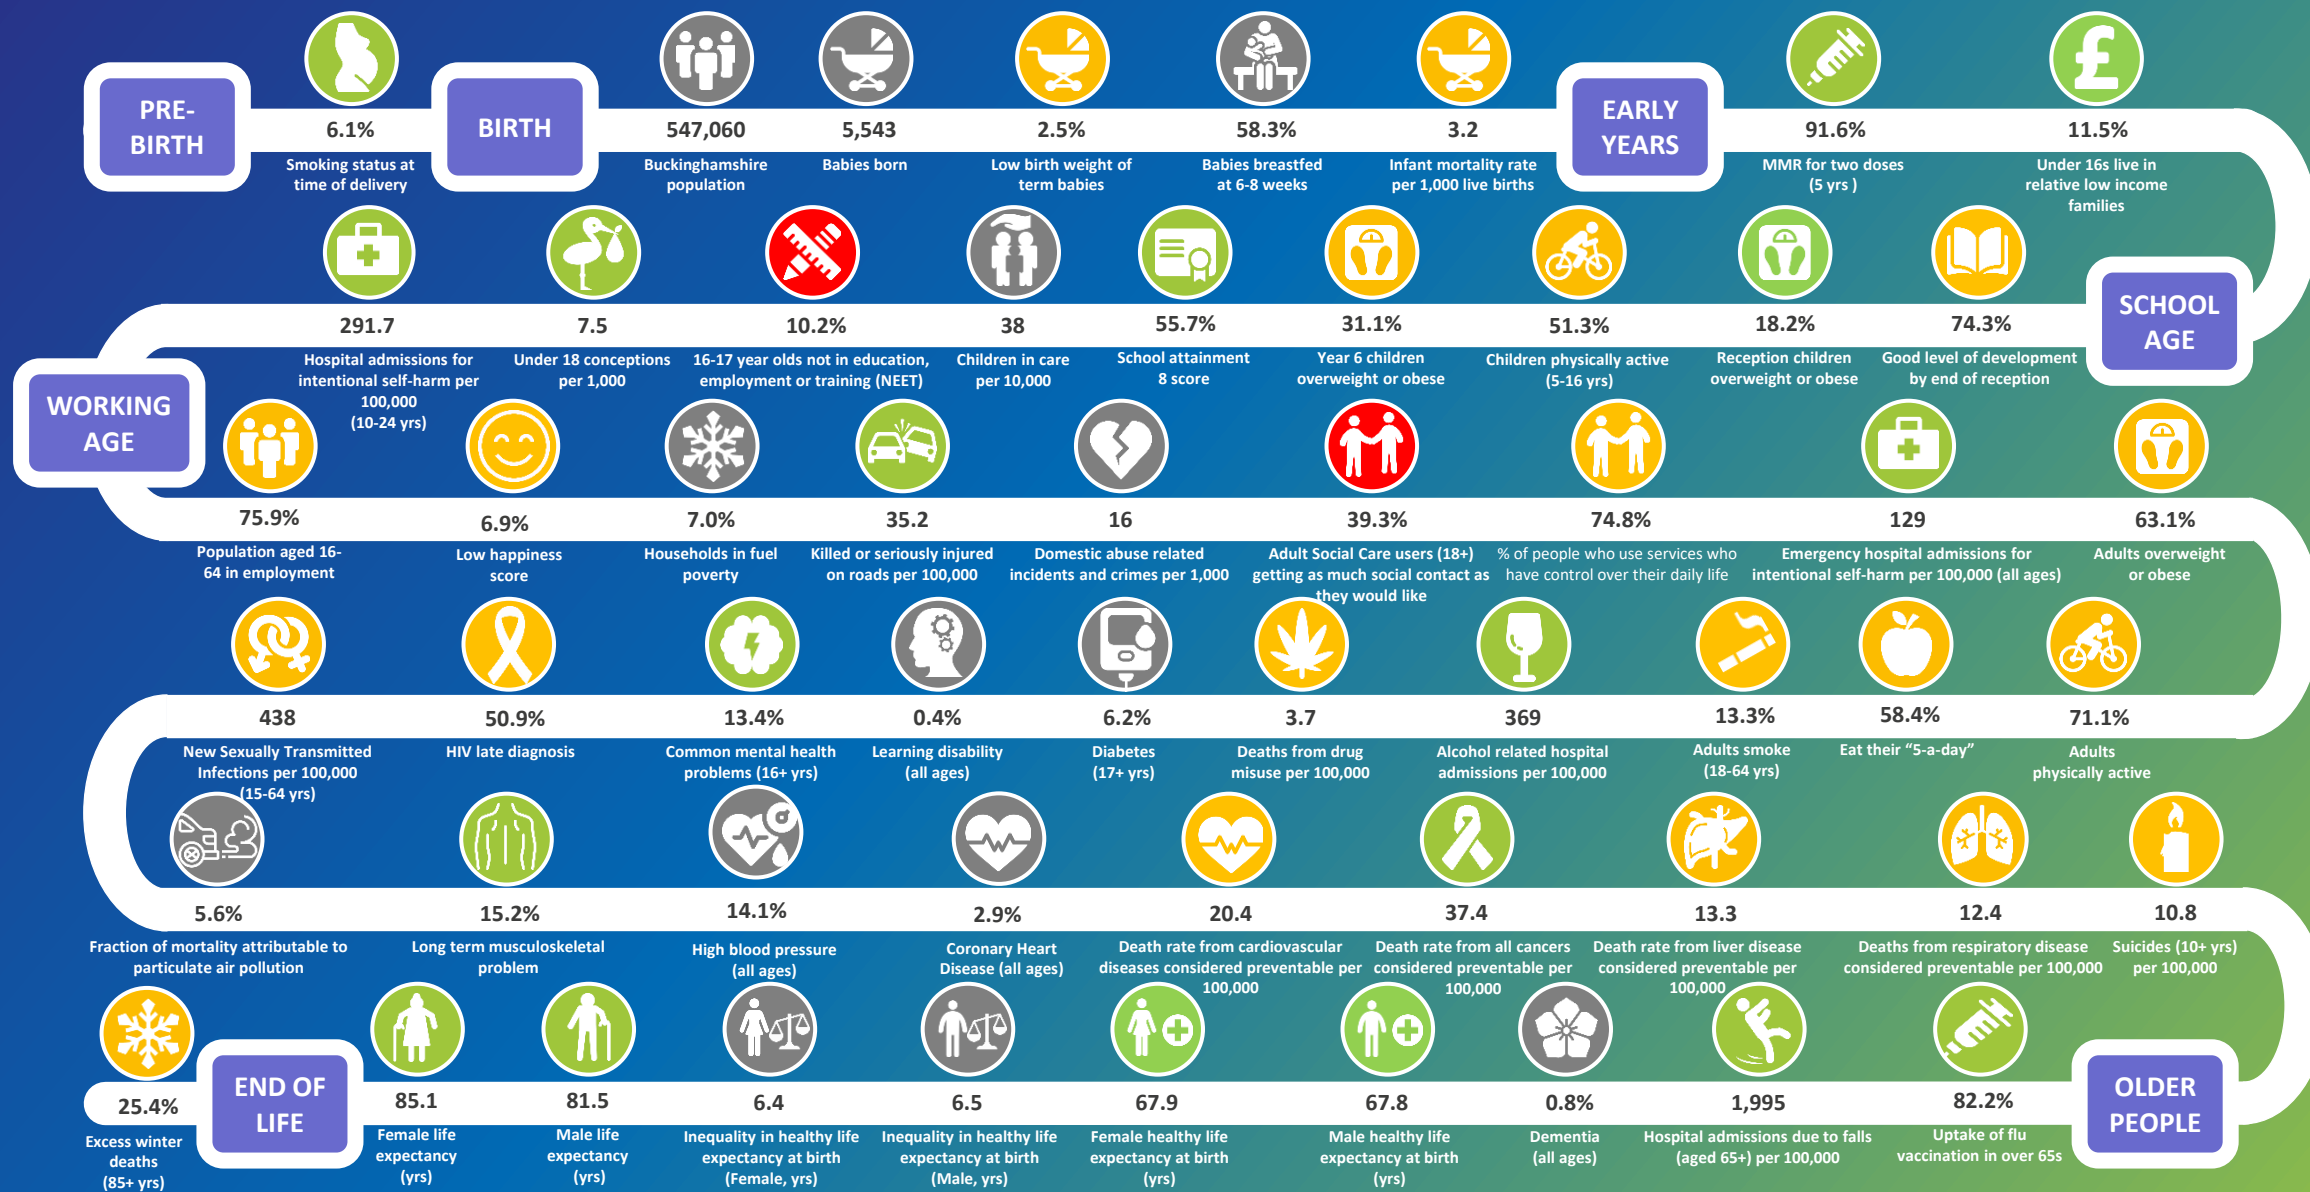 PRE-
BIRTH
6.1%
Smoking status at
time of delivery
BIRTH
547,060
Buckinghamshire
population
5,543
Babies born
2.5%
Low birth weight of
term babies
58.3%
Babies breastfed
at 6-8 weeks
3.2
Infant mortality rate
per 1,000 live births
EARLY
YEARS
91.6%
MMR for two doses
(5 yrs )
11.5%
Under 16s live in
relative low income
families
SCHOOL
AGE
74.3%
Good level of development
by end of reception
18.2%
Reception children
overweight or obese
51.3%
Children physically active
(5-16 yrs)
31.1%
Year 6 children
overweight or obese
55.7%
School attainment
8 score
38
Children in care
per 10,000
10.2%
16-17 year olds not in education,
employment or training (NEET)
7.5
Under 18 conceptions
per 1,000
291.7
Hospital admissions for
intentional self-harm per
100,000
(10-24 yrs)
WORKING
AGE
75.9%
Population aged 16-
64 in employment
6.9%
Low happiness
score
7.0%
Households in fuel
poverty
35.2
Killed or seriously injured
on roads per 100,000
16
Domestic abuse related
incidents and crimes per 1,000
39.3%
Adult Social Care users (18+)
getting as much social contact as
they would like
74.8%
% of people who use services who
have control over their daily life
129
Emergency hospital admissions for
intentional self-harm per 100,000 (all ages)
63.1%
Adults overweight
or obese
71.1%
Adults
physically active
58.4%
Eat their “5-a-day”
13.3%
Adults smoke
(18-64 yrs)
369
Alcohol related hospital
admissions per 100,000
3.7
Deaths from drug
misuse per 100,000
6.2%
Diabetes
(17+ yrs)
0.4%
Learning disability
(all ages)
13.4%
Common mental health
problems (16+ yrs)
50.9%
HIV late diagnosis
438
New Sexually Transmitted
Infections per 100,000
(15-64 yrs)
5.6%
Fraction of mortality attributable to
particulate air pollution
15.2%
Long term musculoskeletal
problem
14.1%
High blood pressure
(all ages)
2.9%
Coronary Heart
Disease (all ages)
20.4
Death rate from cardiovascular
diseases considered preventable per
100,000
37.4
Death rate from all cancers
considered preventable per
100,000
13.3
Death rate from liver disease
considered preventable per
100,000
12.4
Deaths from respiratory disease
considered preventable per 100,000
10.8
Suicides (10+ yrs)
per 100,000
OLDER
PEOPLE
82.2%
Uptake of flu
vaccination in over 65s
1,995
Hospital admissions due to falls
(aged 65+) per 100,000
0.8%
Dementia
(all ages)
67.8
Male healthy life
expectancy at birth
(yrs)
67.9
Female healthy life
expectancy at birth
(yrs)
6.5
Inequality in healthy life
expectancy at birth
(Male, yrs)
6.4
Inequality in healthy life
expectancy at birth
(Female, yrs)
81.5
Male life
expectancy
(yrs)
85.1
Female life
expectancy
(yrs)
END OF
LIFE
25.4%
Excess winter
deaths
(85+ yrs)